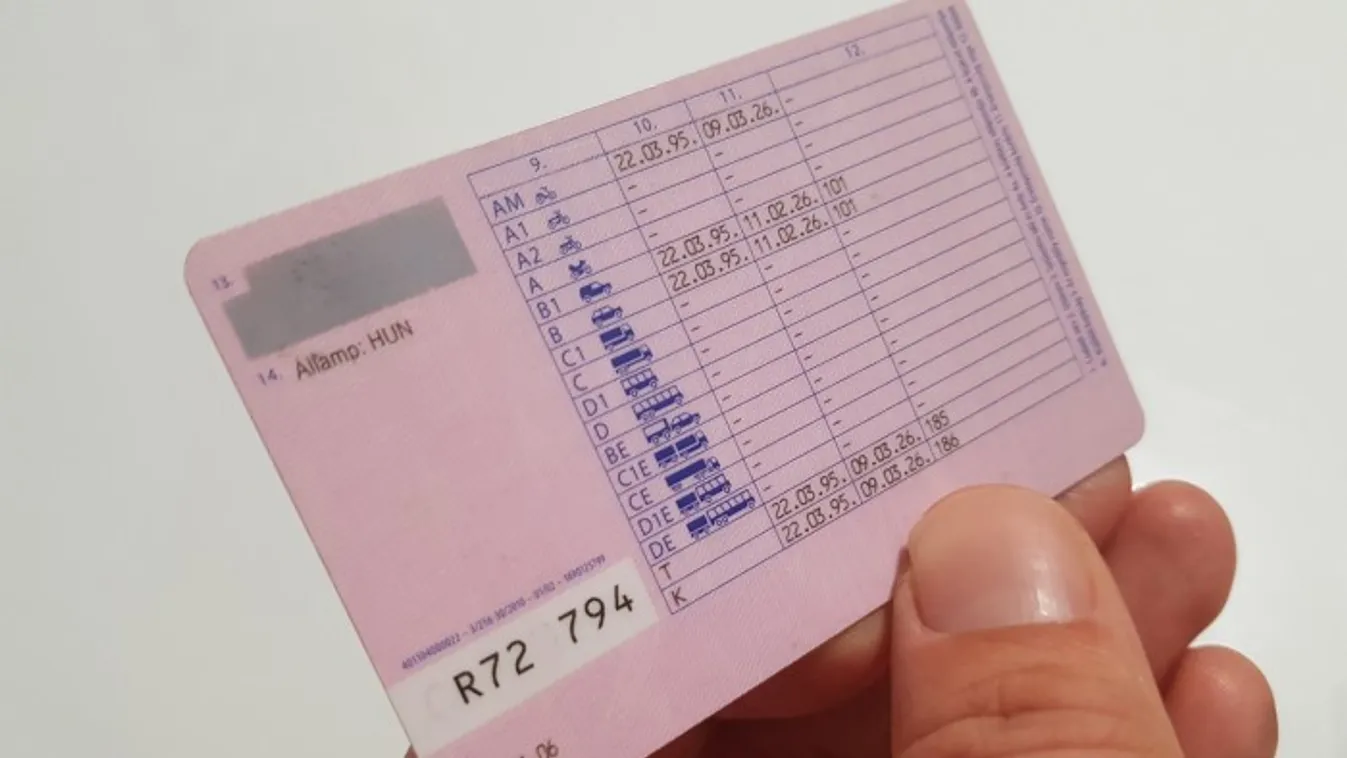 9. 10. 11. 12.
AM 22.03.95. 09.03.26. -
A1 - - -
A2 - - -
A - - -
B1 22.03.95. 11.02.26. 101
B 22.03.95. 11.02.26. 101
C1 - - -
C - - -
D1 - - -
D - - -
BE - - -
C1E - - -
CE - - -
D1E - - -
DE - - -
T 22.03.95. 09.03.26. 185
K 22.03.95. 09.03.26. 186
13.
14. Államp: HUN
R72 794
06